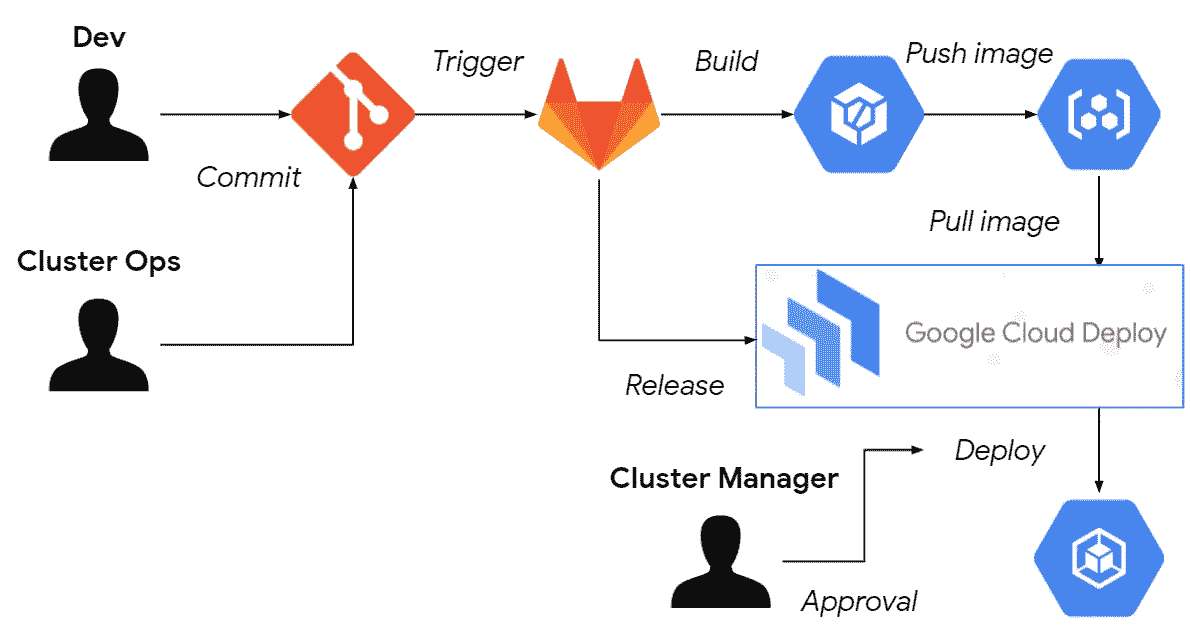 Dev
Trigger
Build
Push image
Commit
Pull image
Cluster Ops
Google Cloud Deploy
Release
Deploy
Cluster Manager
Approval